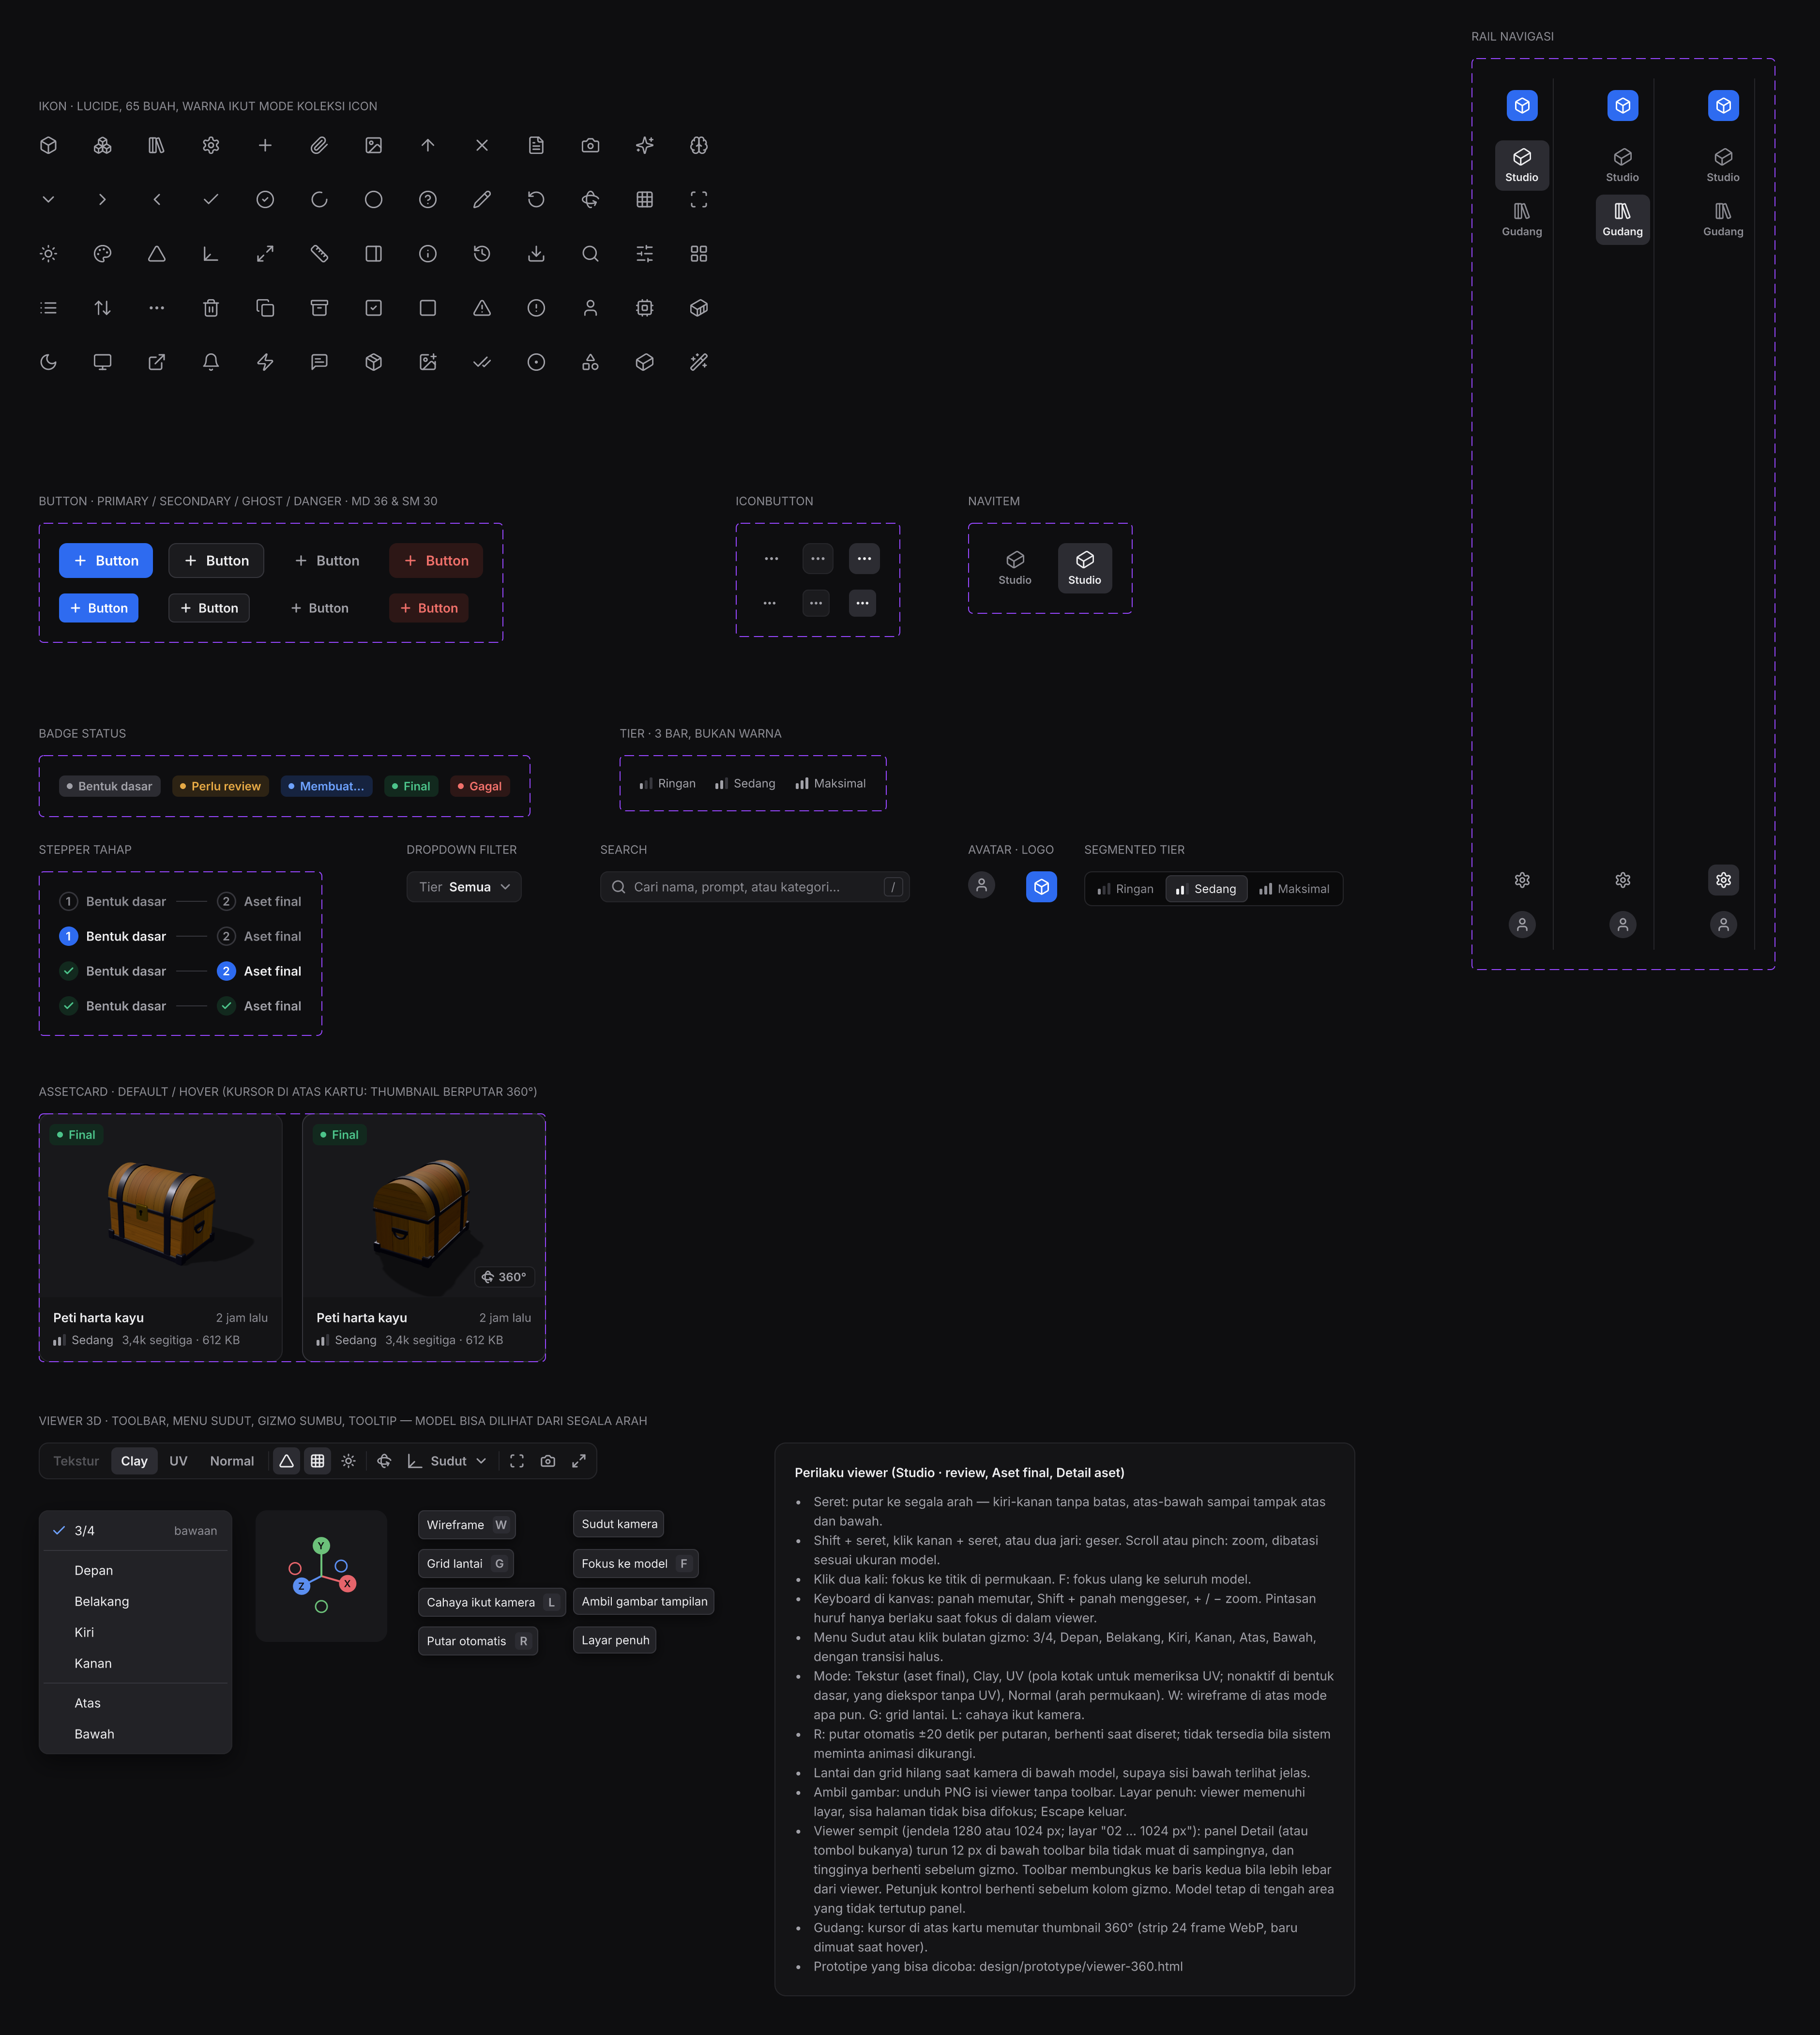 RAIL NAVIGASI
Studio
Gudang
Studio
Gudang
Studio
Gudang
IKON · LUCIDE, 65 BUAH, WARNA IKUT MODE KOLEKSI ICON
BUTTON · PRIMARY / SECONDARY / GHOST / DANGER · MD 36 & SM 30
Button Button Button Button
Button Button Button Button
ICONBUTTON
NAVITEM
Studio
Studio
BADGE STATUS
Bentuk dasar
Perlu review
Membuat...
Final
Gagal
TIER · 3 BAR, BUKAN WARNA
Ringan
Sedang
Maksimal
STEPPER TAHAP
1 Bentuk dasar 2 Aset final
1 Bentuk dasar 2 Aset final
Bentuk dasar 2 Aset final
Bentuk dasar Aset final
DROPDOWN FILTER
Tier Semua
SEARCH
Cari nama, prompt, atau kategori... /
AVATAR · LOGO
SEGMENTED TIER
Ringan
Sedang
Maksimal
ASSETCARD · DEFAULT / HOVER (KURSOR DI ATAS KARTU: THUMBNAIL BERPUTAR 360°)
Final
Peti harta kayu 2 jam lalu
Sedang 3,4k segitiga · 612 KB
Final
360°
Peti harta kayu 2 jam lalu
Sedang 3,4k segitiga · 612 KB
VIEWER 3D · TOOLBAR, MENU SUDUT, GIZMO SUMBU, TOOLTIP — MODEL BISA DILIHAT DARI SEGALA ARAH
Tekstur Clay UV Normal Sudut
3/4 bawaan
Depan
Belakang
Kiri
Kanan
Atas
Bawah
Y
Z
X
Wireframe W
Grid lantai G
Cahaya ikut kamera L
Putar otomatis R
Sudut kamera
Fokus ke model F
Ambil gambar tampilan
Layar penuh
Perilaku viewer (Studio · review, Aset final, Detail aset)
• Seret: putar ke segala arah — kiri-kanan tanpa batas, atas-bawah sampai tampak atas
dan bawah.
• Shift + seret, klik kanan + seret, atau dua jari: geser. Scroll atau pinch: zoom, dibatasi
sesuai ukuran model.
• Klik dua kali: fokus ke titik di permukaan. F: fokus ulang ke seluruh model.
• Keyboard di kanvas: panah memutar, Shift + panah menggeser, + / − zoom. Pintasan
huruf hanya berlaku saat fokus di dalam viewer.
• Menu Sudut atau klik bulatan gizmo: 3/4, Depan, Belakang, Kiri, Kanan, Atas, Bawah,
dengan transisi halus.
• Mode: Tekstur (aset final), Clay, UV (pola kotak untuk memeriksa UV; nonaktif di bentuk
dasar, yang diekspor tanpa UV), Normal (arah permukaan). W: wireframe di atas mode
apa pun. G: grid lantai. L: cahaya ikut kamera.
• R: putar otomatis ±20 detik per putaran, berhenti saat diseret; tidak tersedia bila sistem
meminta animasi dikurangi.
• Lantai dan grid hilang saat kamera di bawah model, supaya sisi bawah terlihat jelas.
• Ambil gambar: unduh PNG isi viewer tanpa toolbar. Layar penuh: viewer memenuhi
layar, sisa halaman tidak bisa difokus; Escape keluar.
• Viewer sempit (jendela 1280 atau 1024 px; layar "02 ... 1024 px"): panel Detail (atau
tombol bukanya) turun 12 px di bawah toolbar bila tidak muat di sampingnya, dan
tingginya berhenti sebelum gizmo. Toolbar membungkus ke baris kedua bila lebih lebar
dari viewer. Petunjuk kontrol berhenti sebelum kolom gizmo. Model tetap di tengah area
yang tidak tertutup panel.
• Gudang: kursor di atas kartu memutar thumbnail 360° (strip 24 frame WebP, baru
dimuat saat hover).
• Prototipe yang bisa dicoba: design/prototype/viewer-360.html